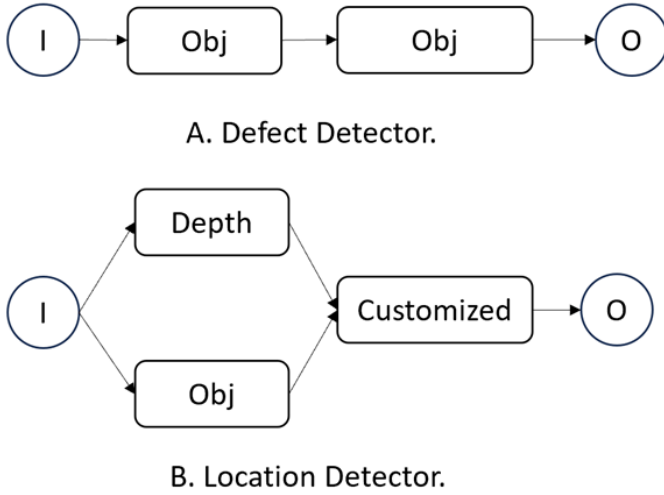 I Obj Obj O
A. Defect Detector.
Depth
I Customized O
Obj
B. Location Detector.